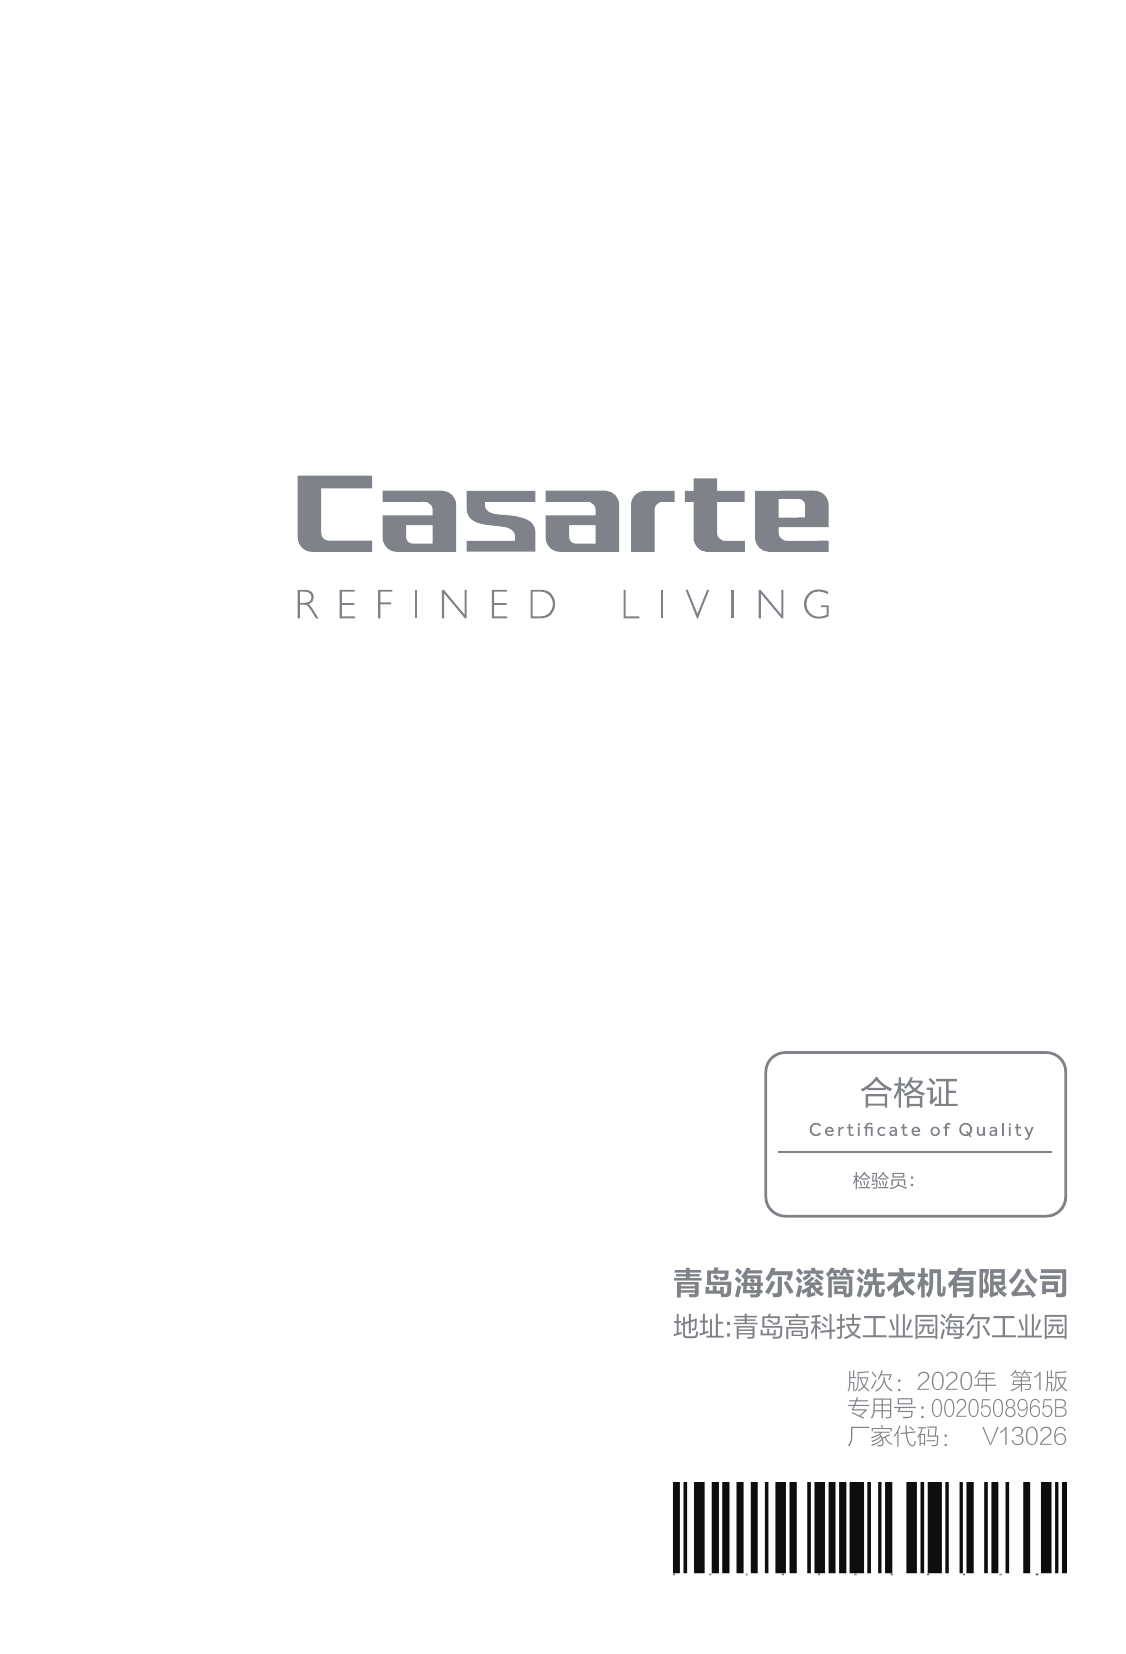 Casarte
REFINED LIVING
合格证
Certificate of Quality
检验员:
青岛海尔滚筒洗衣机有限公司
地址:青岛高科技工业园海尔工业园
版次: 2020年 第1版
专用号: 0020508965B
厂家代码: V13026